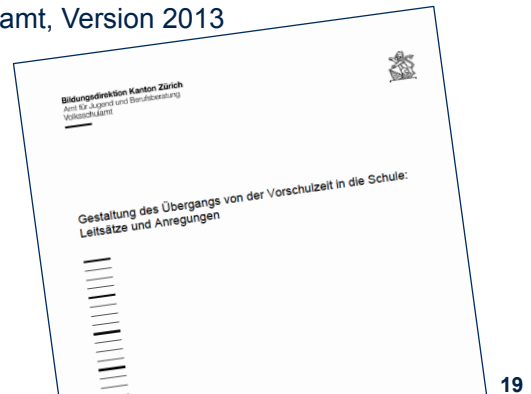 amt, Version 2013
Bildungsdirektion Kanton Zürich
Amt für Jugend und Berufsberatung
Volksschulamt
Gestaltung des Übergangs von der Vorschulzeit in die Schule:
Leitsätze und Anregungen
19